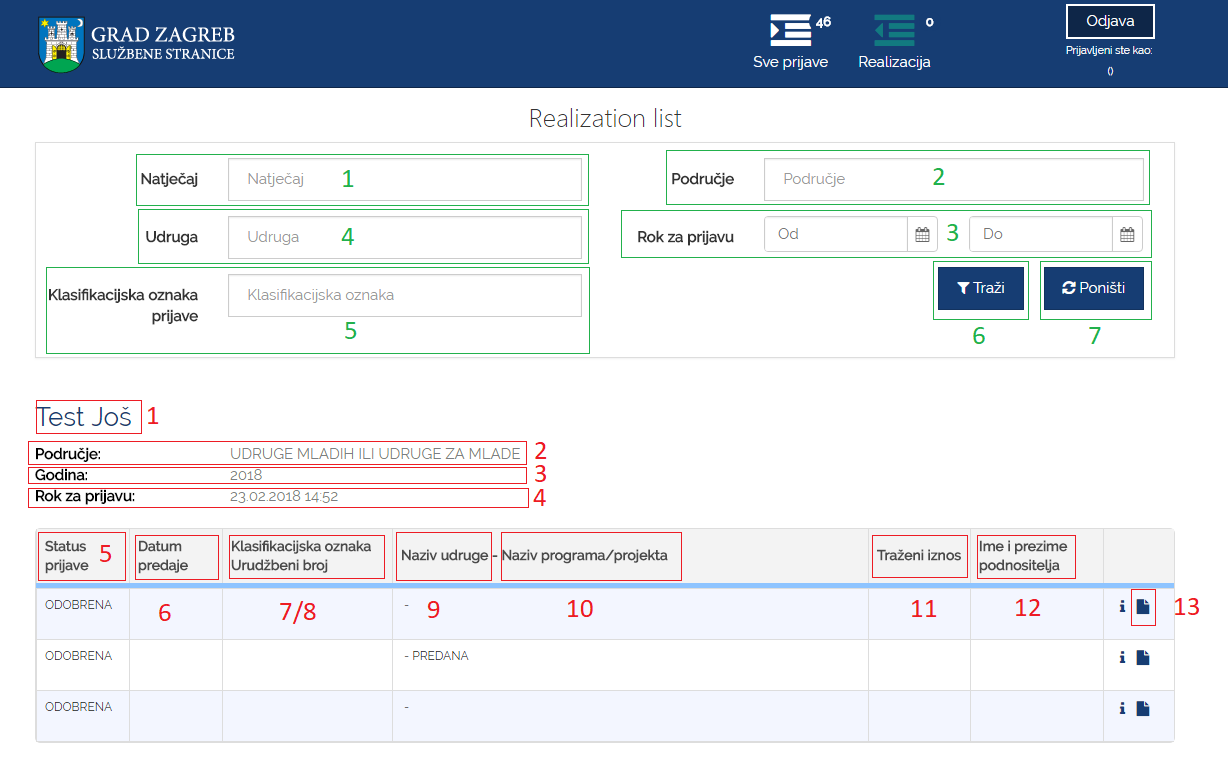 GRAD ZAGREB
SLUŽBENE STRANICE
46
Sve prijave
0
Realizacija
Odjava
Prijavljeni ste kao:
()
Realization list
Natječaj
Natječaj
1
Područje
Područje
2
Udruga
Udruga
4
Rok za prijavu
Od
3
Do
Klasifikacijska oznaka
prijave
Klasifikacijska oznaka
5
Traži
Poništi
6
7
Test Još
1
Područje:
UDRUGE MLADIH ILI UDRUGE ZA MLADE
2
Godina:
2018
3
Rok za prijavu:
23.02.2018 14:52
4
Status
prijave
5
Datum
predaje
Klasifikacijska oznaka
Urudžbeni broj
Naziv udruge - Naziv programa/projekta
Traženi iznos
Ime i prezime
podnositelja
ODOBRENA
6
7/8
-
9
10
11
12
13
ODOBRENA
- PREDANA
ODOBRENA
-